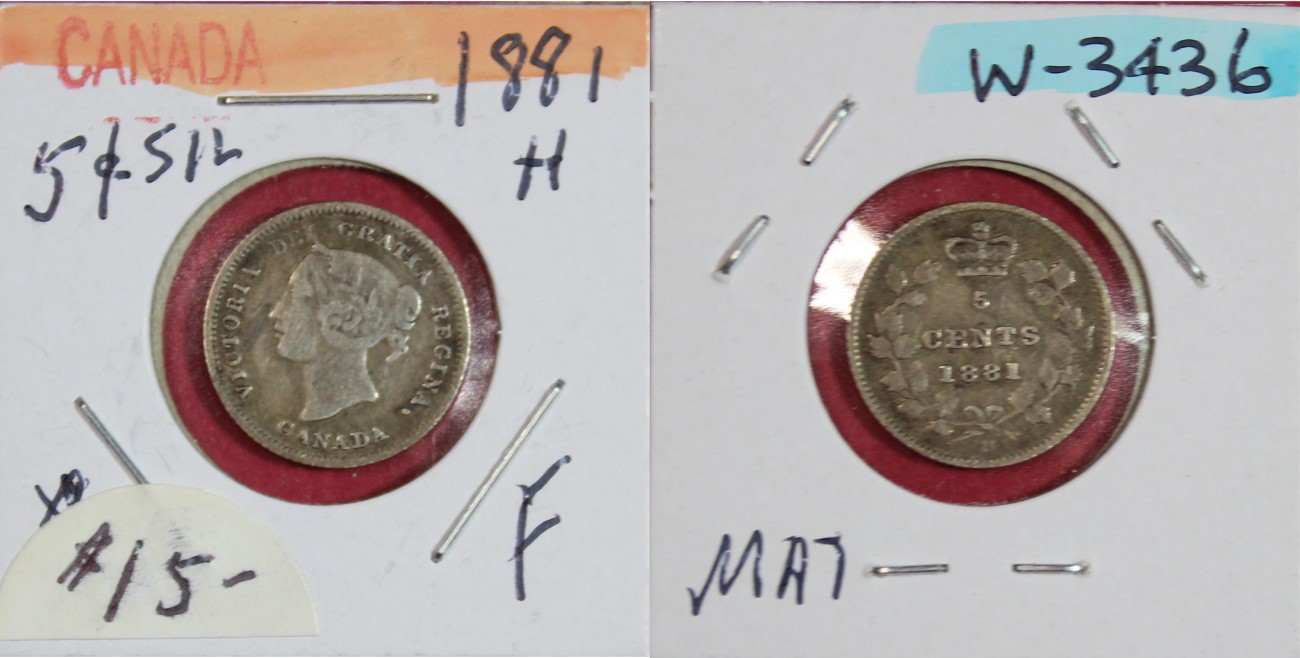 CANADA
1881
5¢ SIL
H
VICTORIA DEI GRATIA REGINA.
CANADA
$15-
F
W-3436
5
CENTS
1881
H
MAT